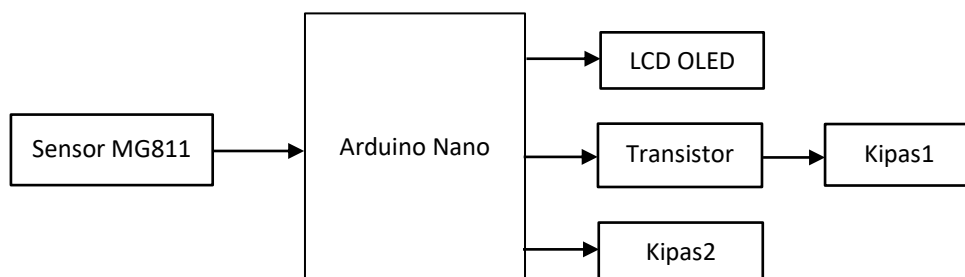 LCD OLED
Sensor MG811
Arduino Nano
Transistor
Kipas1
Kipas2